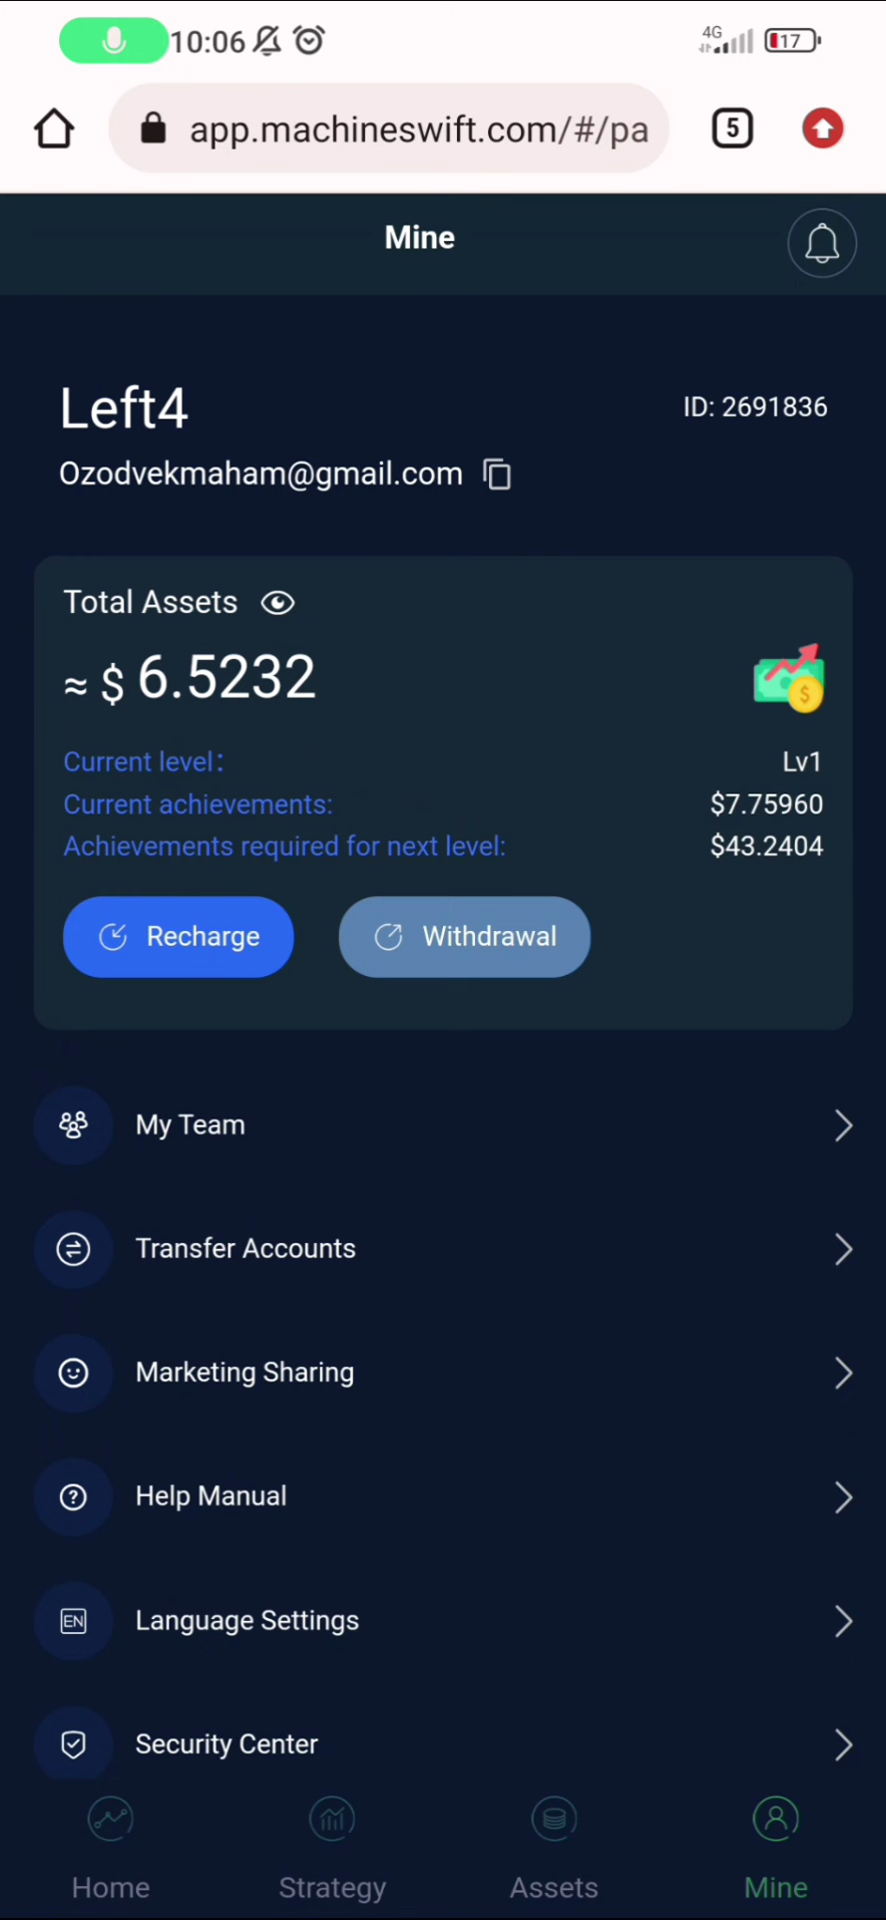 10:06
4G
17
app.machineswift.com/#/pa
5
Mine
Left4
ID: 2691836
Ozodvekmaham@gmail.com
Total Assets
≈ $ 6.5232
Current level:
Lv1
Current achievements:
$7.75960
Achievements required for next level:
$43.2404
Recharge
Withdrawal
My Team
Transfer Accounts
Marketing Sharing
Help Manual
EN
Language Settings
Security Center
Home
Strategy
Assets
Mine